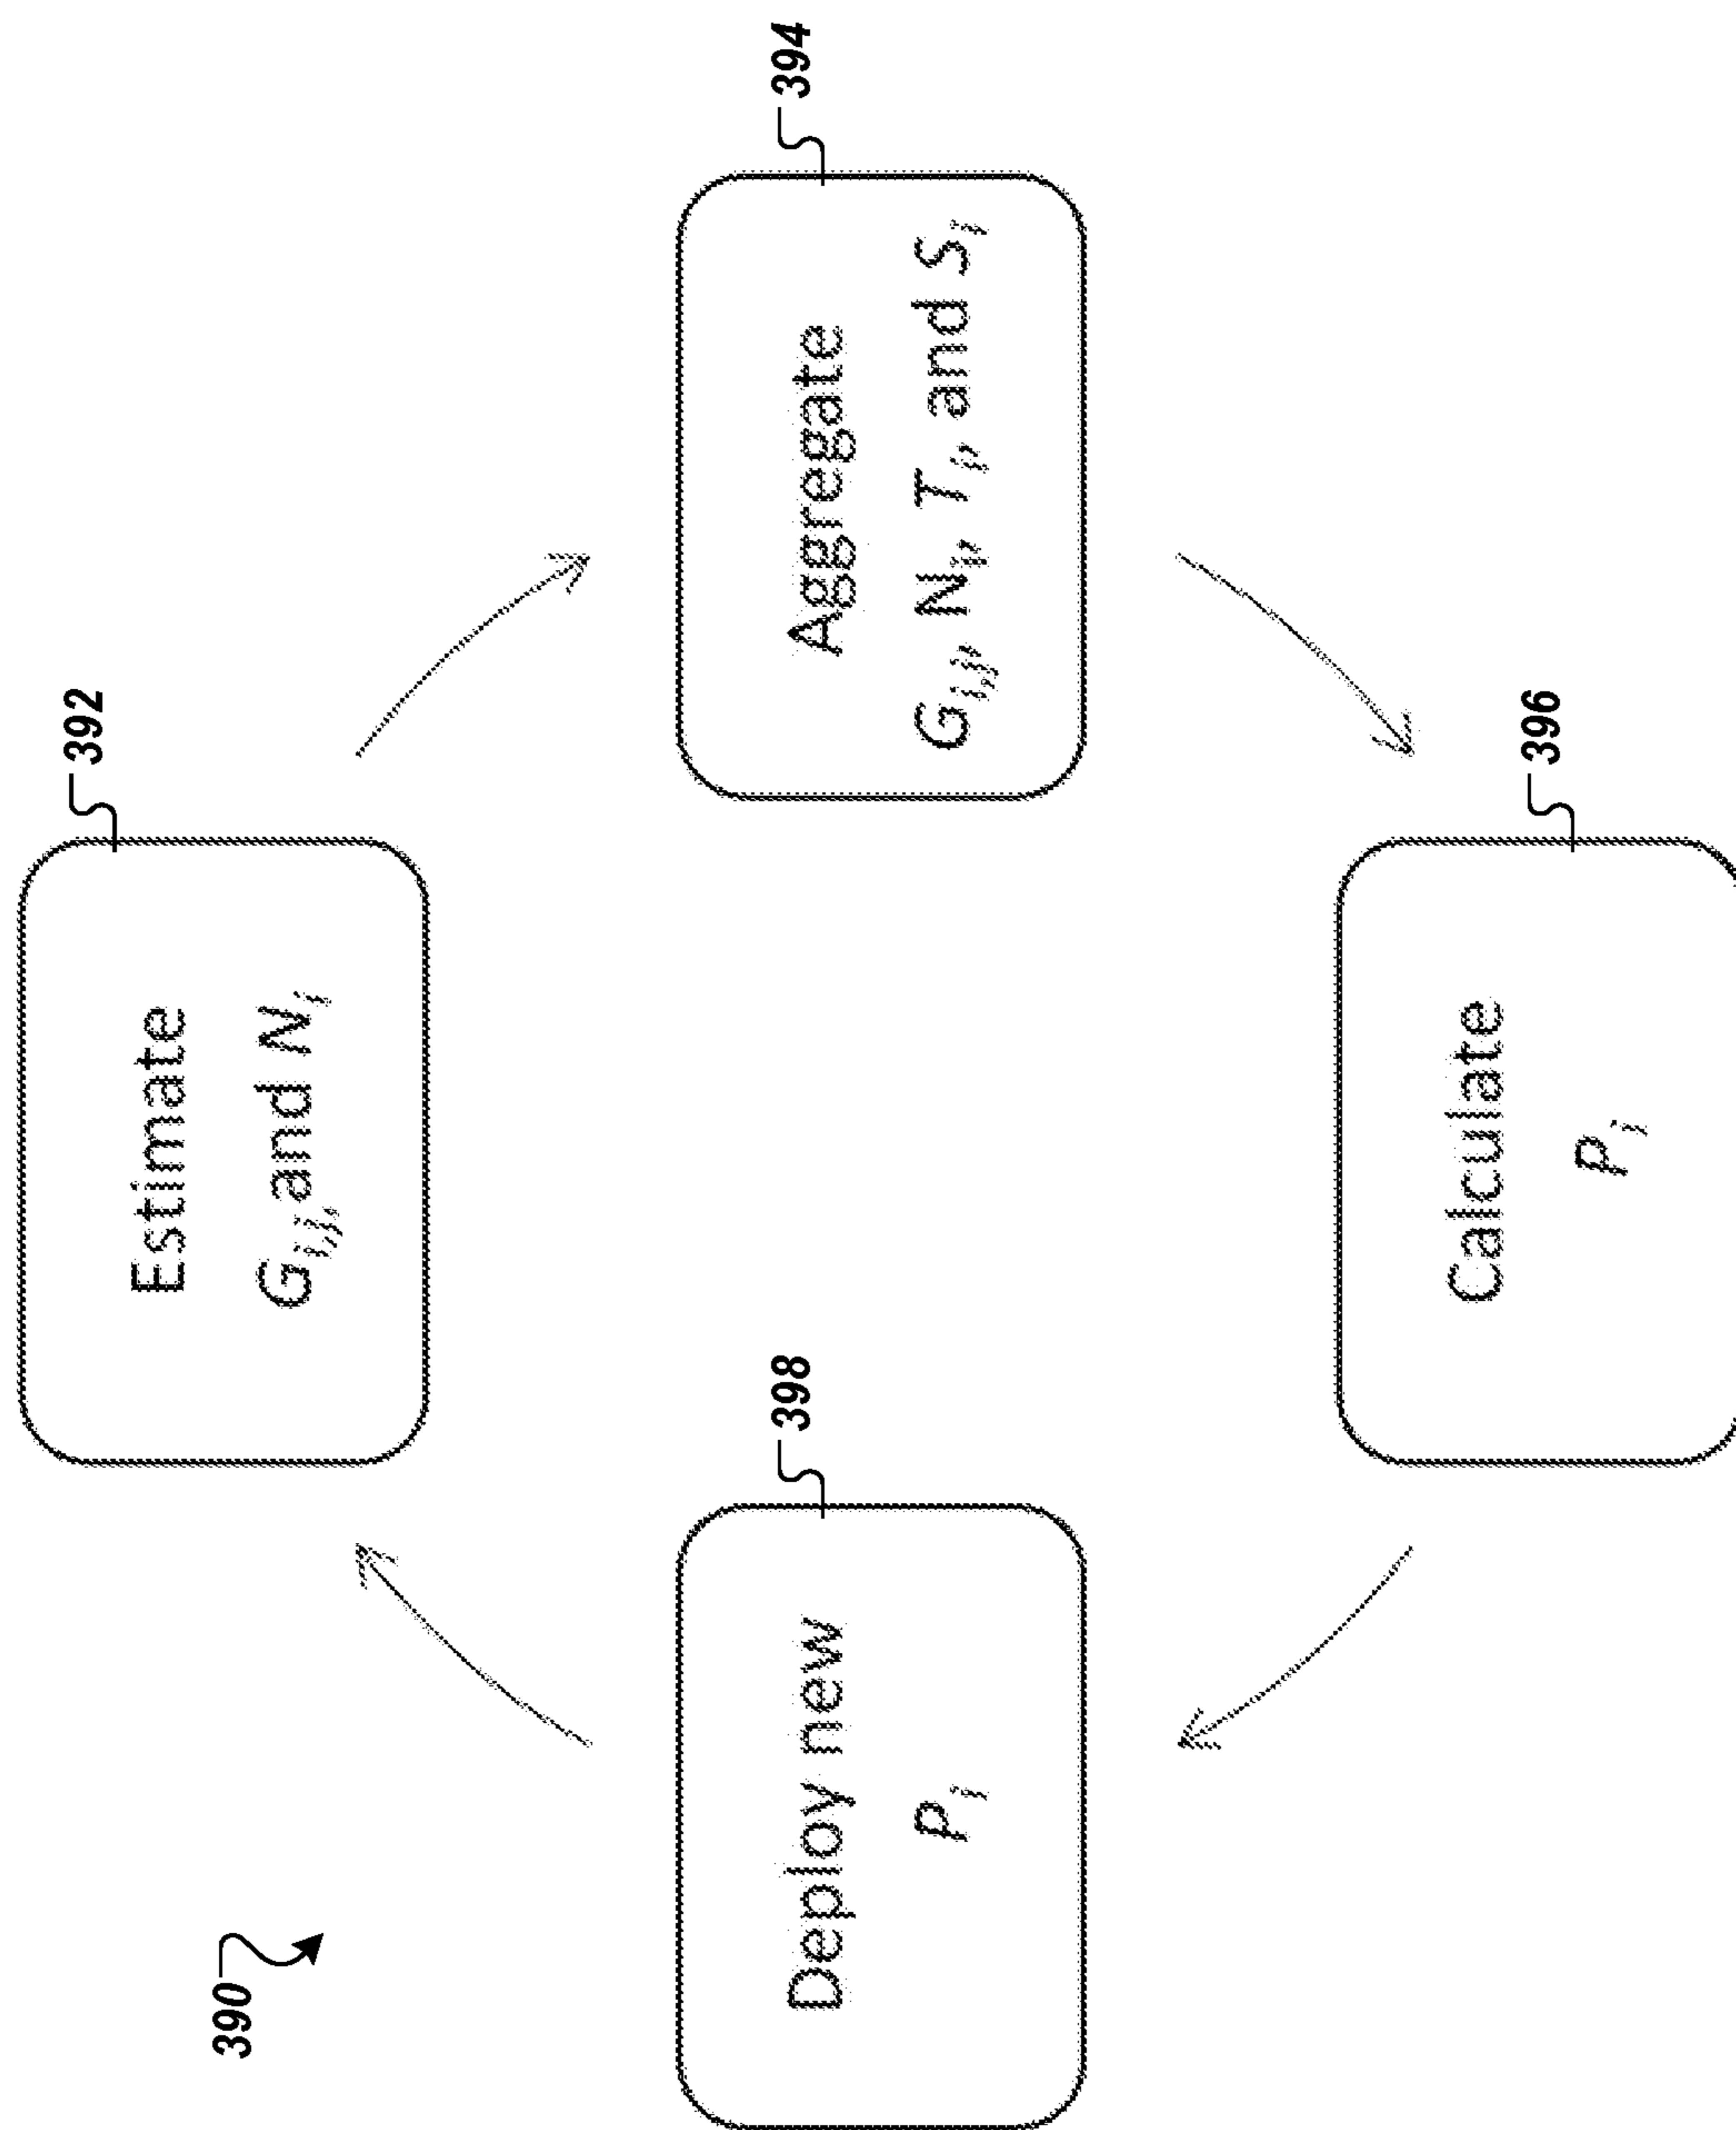 390
392
Estimate
G_{i,j}, and N_i
394
Aggregate
G_{i,j}, N_i, T_i, and S_i
396
Calculate
P_i
398
Deploy new
P_i